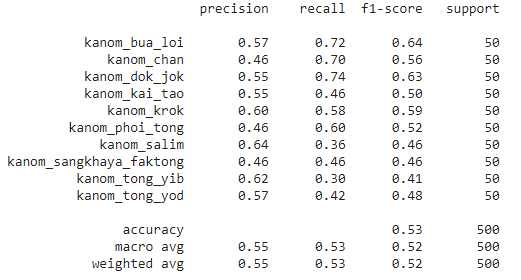 precision recall f1-score support
kanom_bua_loi 0.57 0.72 0.64 50
kanom_chan 0.46 0.70 0.56 50
kanom_dok_jok 0.55 0.74 0.63 50
kanom_kai_tao 0.55 0.46 0.50 50
kanom_krok 0.60 0.58 0.59 50
kanom_phoi_tong 0.46 0.60 0.52 50
kanom_salim 0.64 0.36 0.46 50
kanom_sangkhaya_faktong 0.46 0.46 0.46 50
kanom_tong_yib 0.62 0.30 0.41 50
kanom_tong_yod 0.57 0.42 0.48 50
accuracy 0.53 500
macro avg 0.55 0.53 0.52 500
weighted avg 0.55 0.53 0.52 500